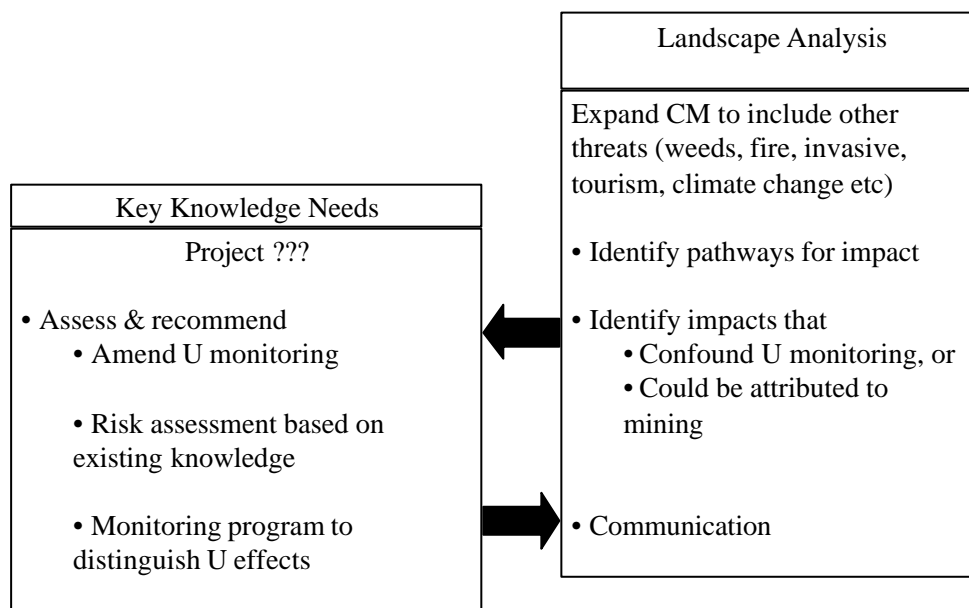 Landscape Analysis
Expand CM to include other
threats (weeds, fire, invasive,
tourism, climate change etc)
• Identify pathways for impact
• Identify impacts that
• Confound U monitoring, or
• Could be attributed to
mining
• Communication
Key Knowledge Needs
Project ???
• Assess & recommend
• Amend U monitoring
• Risk assessment based on
existing knowledge
• Monitoring program to
distinguish U effects